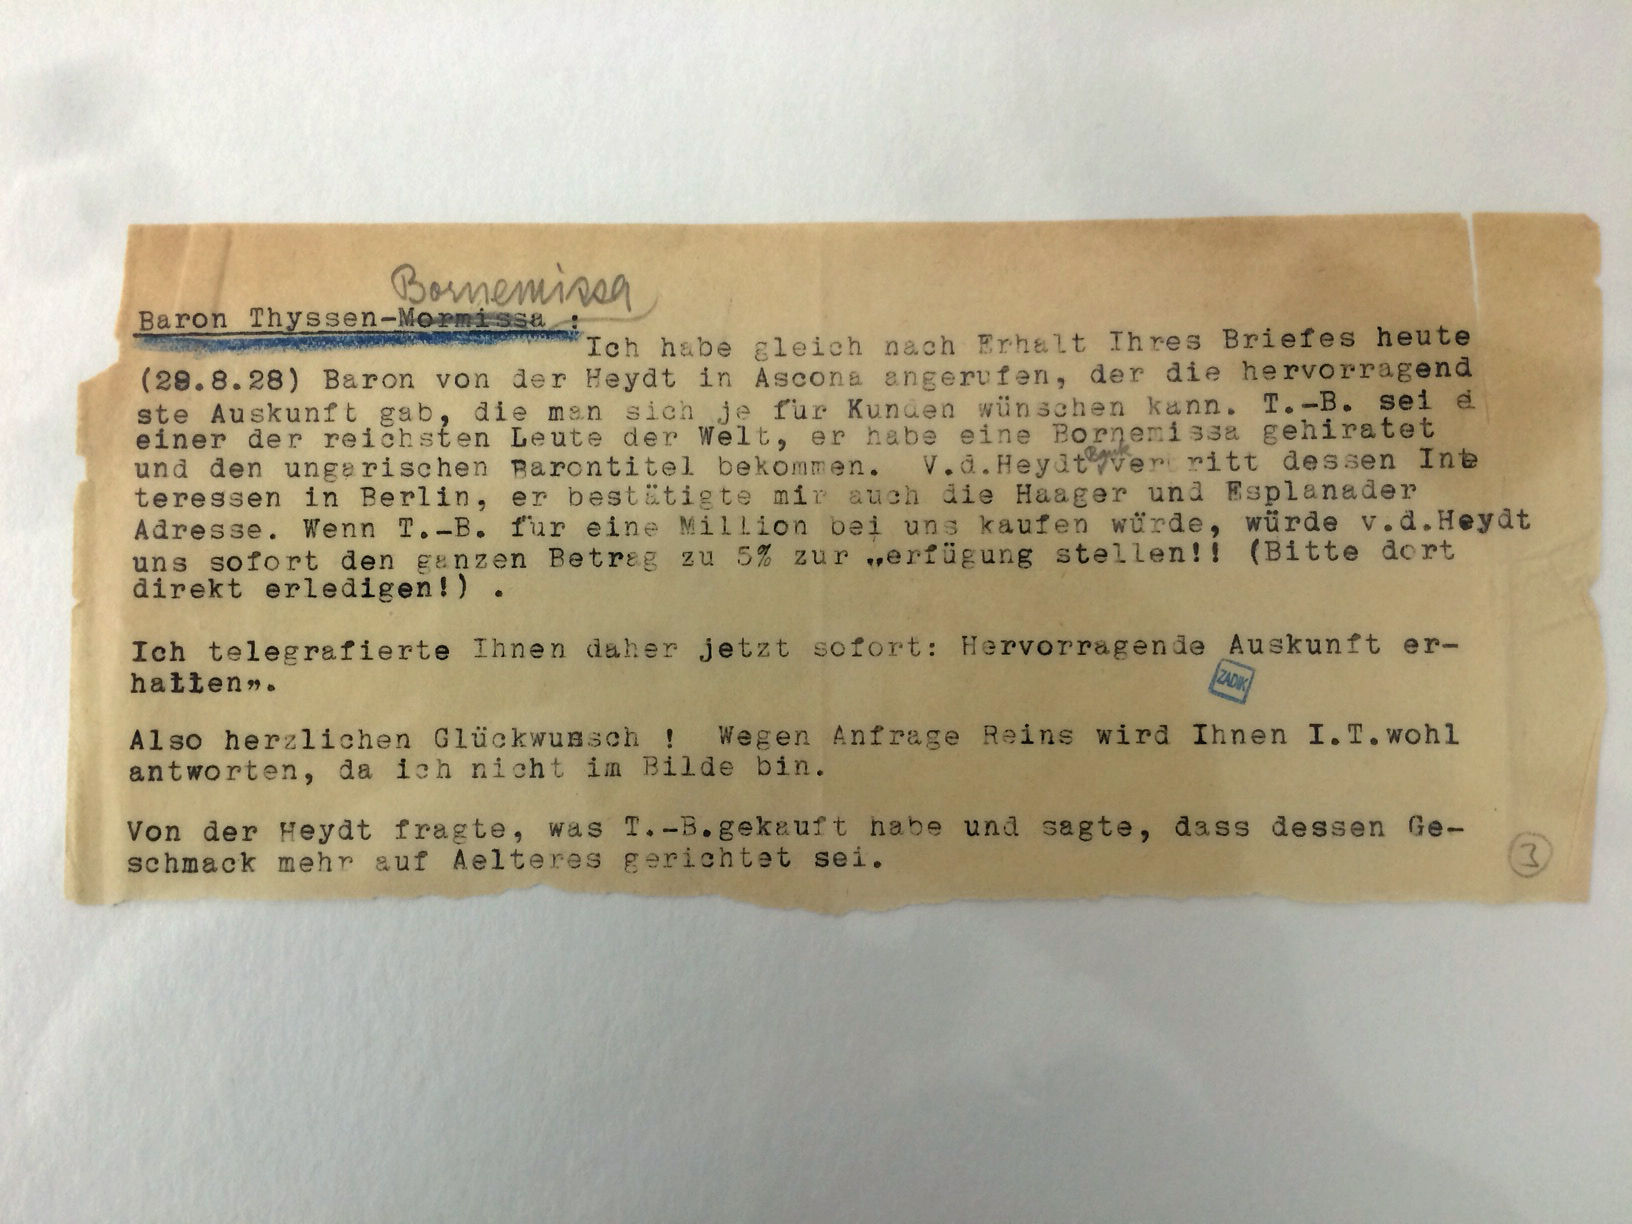 Bornemissa
Baron Thyssen-Mormissa :
Ich habe gleich nach Erhalt Ihres Briefes heute
(29.8.28) Baron von der Heydt in Ascona angerufen, der die hervorragend
ste Auskunft gab, die man sich je für Kunden wünschen kann. T.-B. sei e
einer der reichsten Leute der Welt, er habe eine Bornemissa gehiratet
und den ungarischen Barontitel bekommen. V.d.Heydt Bank vertritt dessen Inte
teressen in Berlin, er bestätigte mir auch die Haager und Esplanader
Adresse. Wenn T.-B. für eine Million bei uns kaufen würde, würde v.d.Heydt
uns sofort den ganzen Betrag zu 5% zur „erfügung stellen!! (Bitte dort
direkt erledigen!) .
Ich telegrafierte Ihnen daher jetzt sofort: Hervorragende Auskunft er-
halten".
ZADIK
Also herzlichen Glückwunsch ! Wegen Anfrage Reins wird Ihnen I.T.wohl
antworten, da ich nicht im Bilde bin.
Von der Heydt fragte, was T.-B.gekauft habe und sagte, dass dessen Ge-
schmack mehr auf Aelteres gerichtet sei.
3